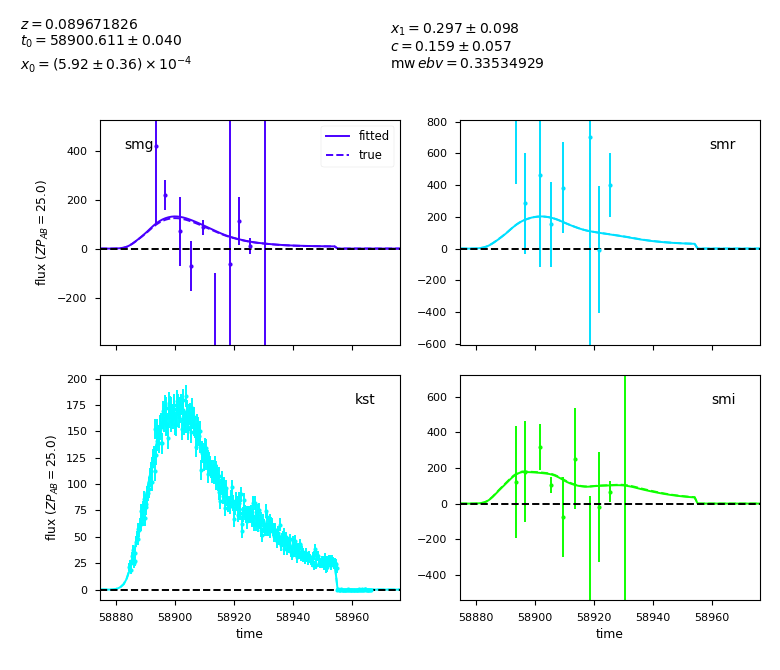 z = 0.089671826
t₀ = 58900.611 ± 0.040
x₀ = (5.92 ± 0.36) × 10⁻⁴
x₁ = 0.297 ± 0.098
c = 0.159 ± 0.057
mw ebv = 0.33534929
smg
fitted
true
400
200
0
−200
flux (ZP_AB = 25.0)
smr
800
600
400
200
0
−200
−400
−600
kst
200
175
150
125
100
75
50
25
0
flux (ZP_AB = 25.0)
58880 58900 58920 58940 58960
time
smi
600
400
200
0
−200
−400
58880 58900 58920 58940 58960
time